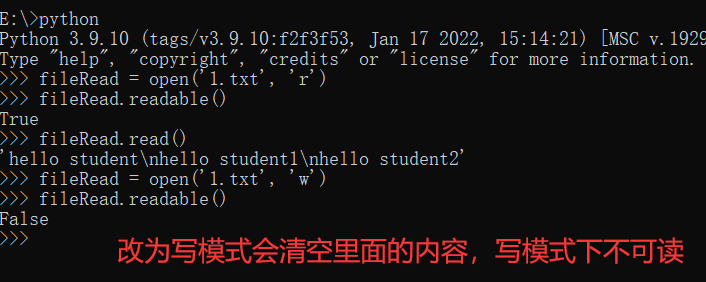 E:\>python
Python 3.9.10 (tags/v3.9.10:f2f3f53, Jan 17 2022, 15:14:21) [MSC v.1929
Type "help", "copyright", "credits" or "license" for more information.
>>> fileRead = open('1.txt', 'r')
>>> fileRead.readable()
True
>>> fileRead.read()
'hello student\nhello student1\nhello student2'
>>> fileRead = open('1.txt', 'w')
>>> fileRead.readable()
False
>>>
改为写模式会清空里面的内容，写模式下不可读